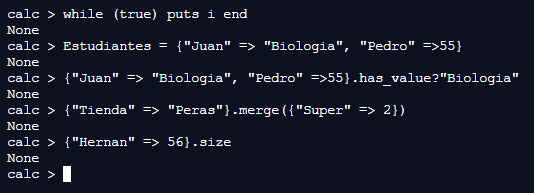 calc > while (true) puts i end
None
calc > Estudiantes = {"Juan" => "Biologia", "Pedro" =>55}
None
calc > {"Juan" => "Biologia", "Pedro" =>55}.has_value?"Biologia"
None
calc > {"Tienda" => "Peras"}.merge({"Super" => 2})
None
calc > {"Hernan" => 56}.size
None
calc >